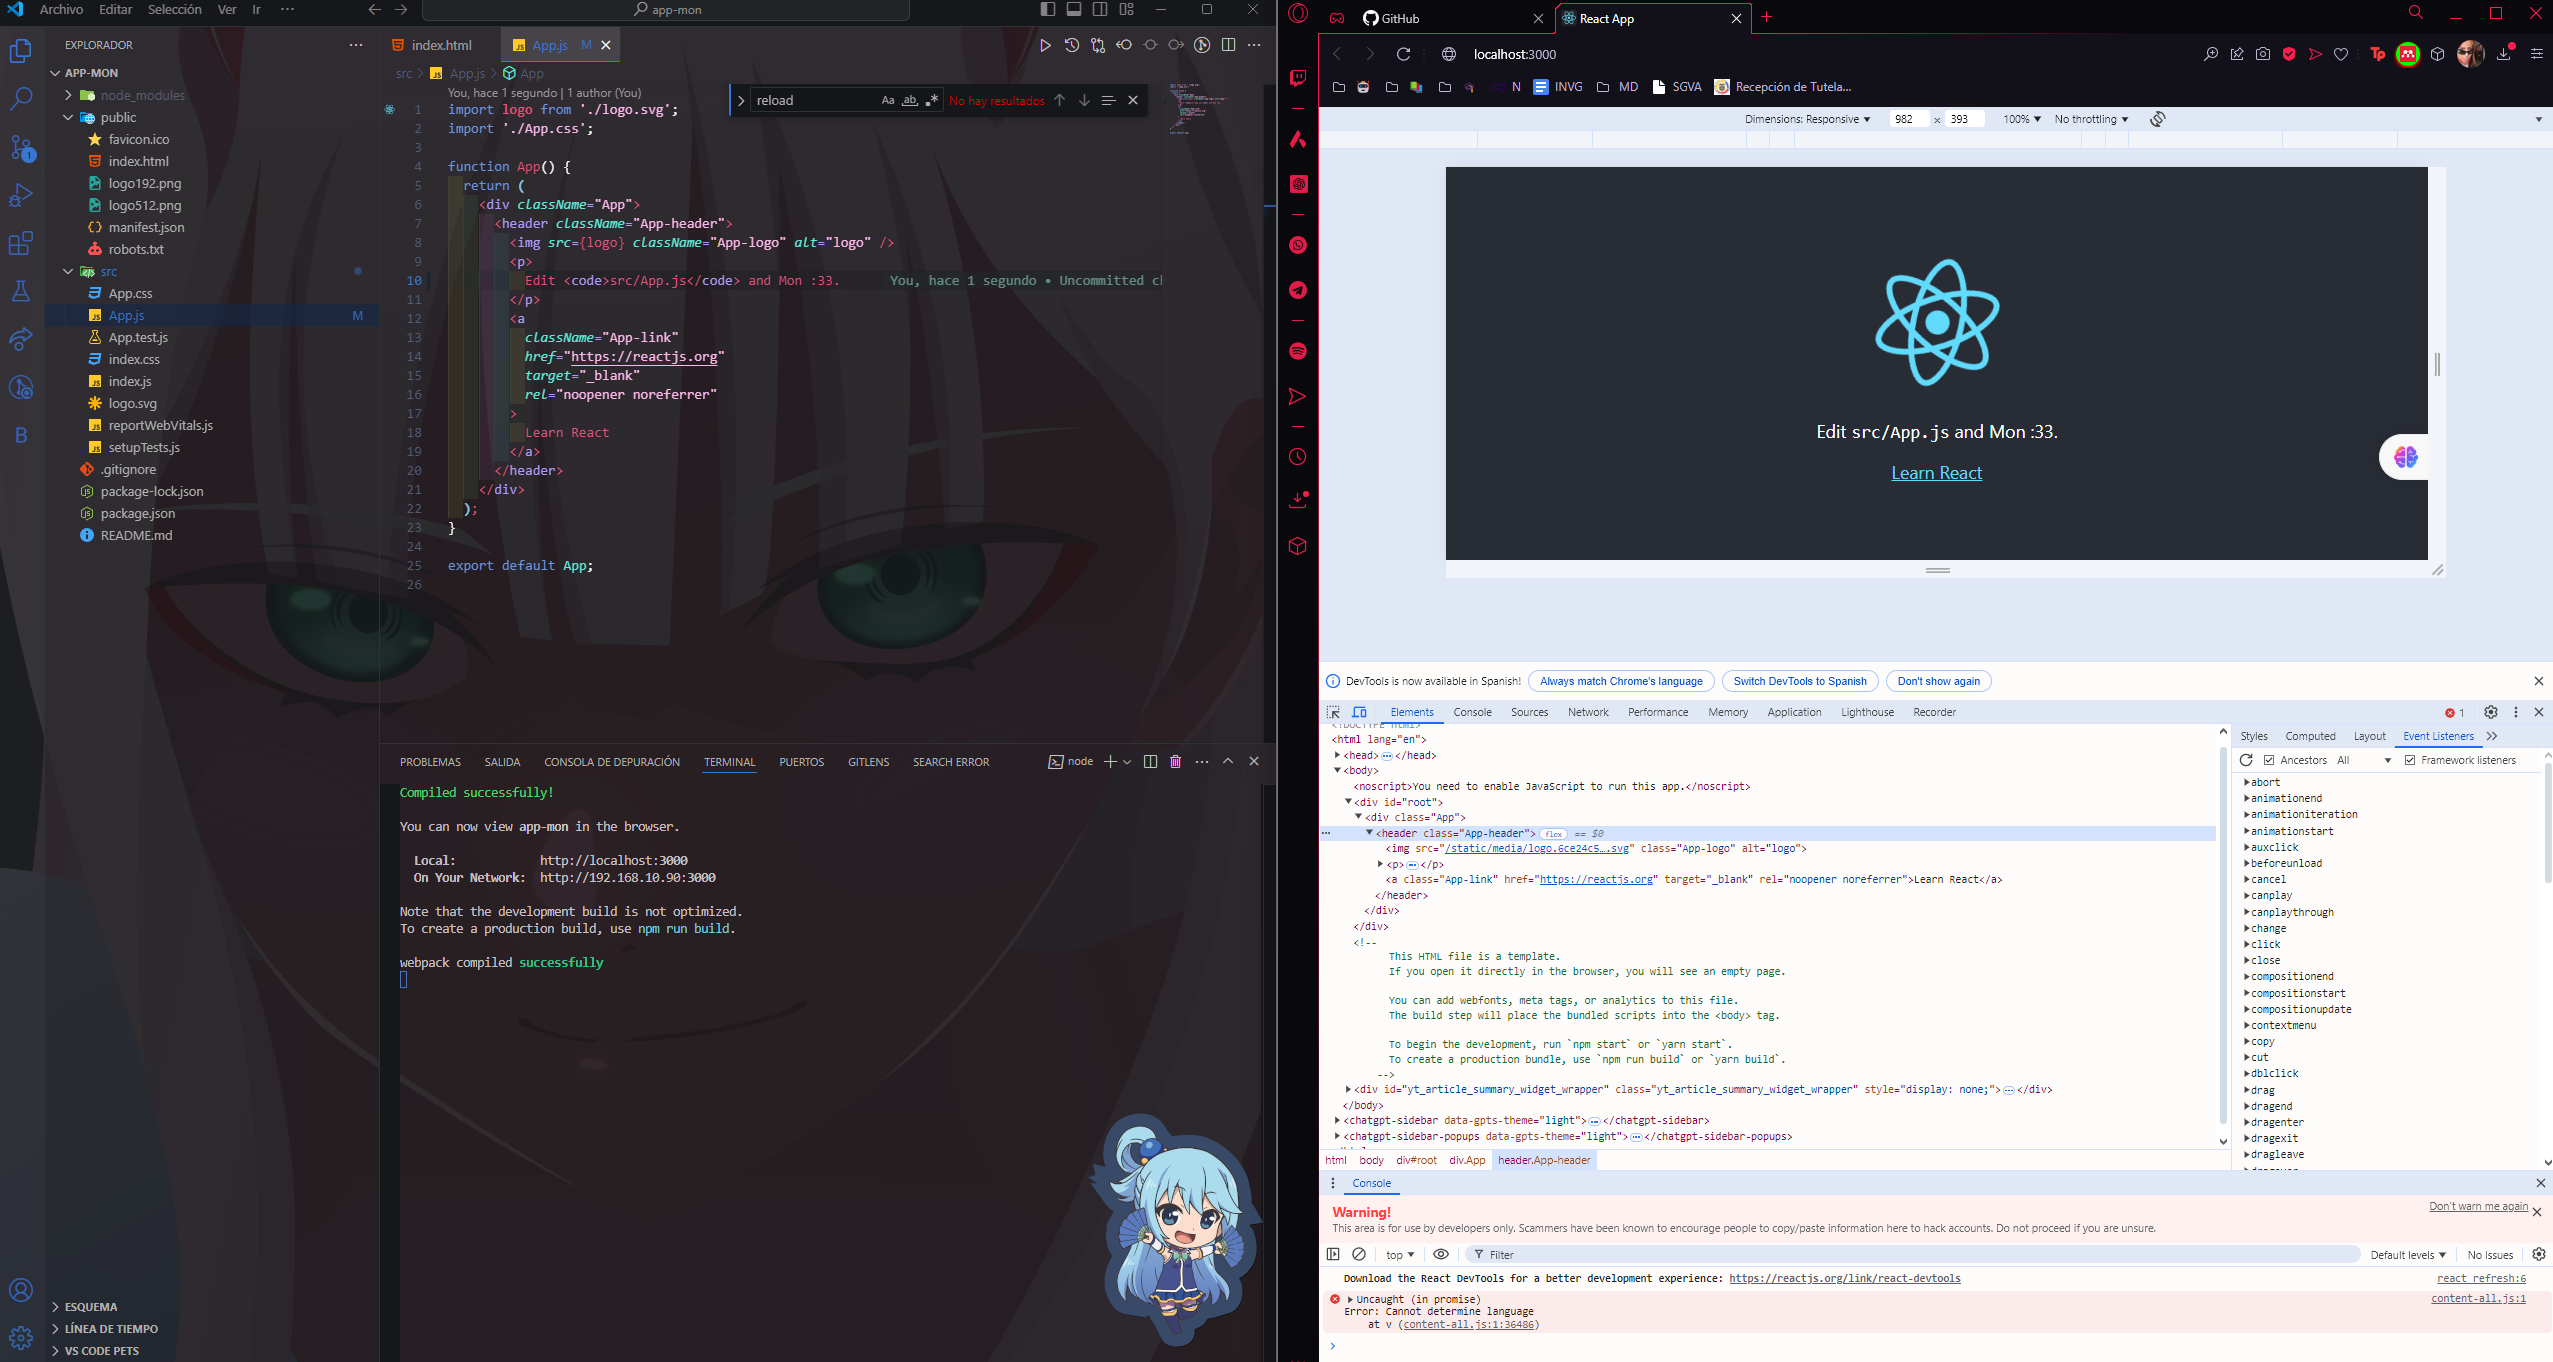 Archivo Editar Selección Ver Ir ···
app-mon
EXPLORADOR
APP-MON
node_modules
public
favicon.ico
index.html
logo192.png
logo512.png
manifest.json
robots.txt
src
App.css
App.js M
App.test.js
index.css
index.js
logo.svg
reportWebVitals.js
setupTests.js
.gitignore
package-lock.json
package.json
README.md
ESQUEMA
LÍNEA DE TIEMPO
VS CODE PETS
index.html
App.js M
src > App.js > App
You, hace 1 segundo | 1 author (You)
reload Aa ab No hay resultados
1 import logo from './logo.svg';
2 import './App.css';
3
4 function App() {
5 return (
6 <div className="App">
7 <header className="App-header">
8 <img src={logo} className="App-logo" alt="logo" />
9 <p>
10 Edit <code>src/App.js</code> and Mon :33. You, hace 1 segundo • Uncommitted cl
11 </p>
12 <a
13 className="App-link"
14 href="https://reactjs.org"
15 target="_blank"
16 rel="noopener noreferrer"
17 >
18 Learn React
19 </a>
20 </header>
21 </div>
22 );
23 }
24
25 export default App;
26
PROBLEMAS SALIDA CONSOLA DE DEPURACIÓN TERMINAL PUERTOS GITLENS SEARCH ERROR node
Compiled successfully!
You can now view app-mon in the browser.
Local: http://localhost:3000
On Your Network: http://192.168.10.90:3000
Note that the development build is not optimized.
To create a production build, use npm run build.
webpack compiled successfully
GitHub
React App
localhost:3000
N INVG MD SGVA Recepción de Tutela...
Dimensions: Responsive 982 x 393 100% No throttling
Edit src/App.js and Mon :33.
Learn React
DevTools is now available in Spanish! Always match Chrome's language Switch DevTools to Spanish Don't show again
Elements Console Sources Network Performance Memory Application Lighthouse Recorder 1
<!DOCTYPE html>
<html lang="en">
<head> </head>
<body>
<noscript>You need to enable JavaScript to run this app.</noscript>
<div id="root">
<div class="App">
<header class="App-header"> flex == $0
<img src="/static/media/logo.6ce24c5….svg" class="App-logo" alt="logo">
<p> </p>
<a class="App-link" href="https://reactjs.org" target="_blank" rel="noopener noreferrer">Learn React</a>
</header>
</div>
</div>
<!--
This HTML file is a template.
If you open it directly in the browser, you will see an empty page.
You can add webfonts, meta tags, or analytics to this file.
The build step will place the bundled scripts into the <body> tag.
To begin the development, run `npm start` or `yarn start`.
To create a production bundle, use `npm run build` or `yarn build`.
-->
<div id="yt_article_summary_widget_wrapper" class="yt_article_summary_widget_wrapper" style="display: none;"> </div>
</body>
<chatgpt-sidebar data-gpts-theme="light"> </chatgpt-sidebar>
<chatgpt-sidebar-popups data-gpts-theme="light"> </chatgpt-sidebar-popups>
html body div#root div.App header.App-header
Styles Computed Layout Event Listeners
Ancestors All Framework listeners
abort
animationend
animationiteration
animationstart
auxclick
beforeunload
cancel
canplay
canplaythrough
change
click
close
compositionend
compositionstart
compositionupdate
contextmenu
copy
cut
dblclick
drag
dragend
dragenter
dragexit
dragleave
Console
Warning!
Don't warn me again
This area is for use by developers only. Scammers have been known to encourage people to copy/paste information here to hack accounts. Do not proceed if you are unsure.
top Filter Default levels No Issues
Download the React DevTools for a better development experience: https://reactjs.org/link/react-devtools react refresh:6
Uncaught (in promise) content-all.js:1
Error: Cannot determine language
at v (content-all.js:1:36486)